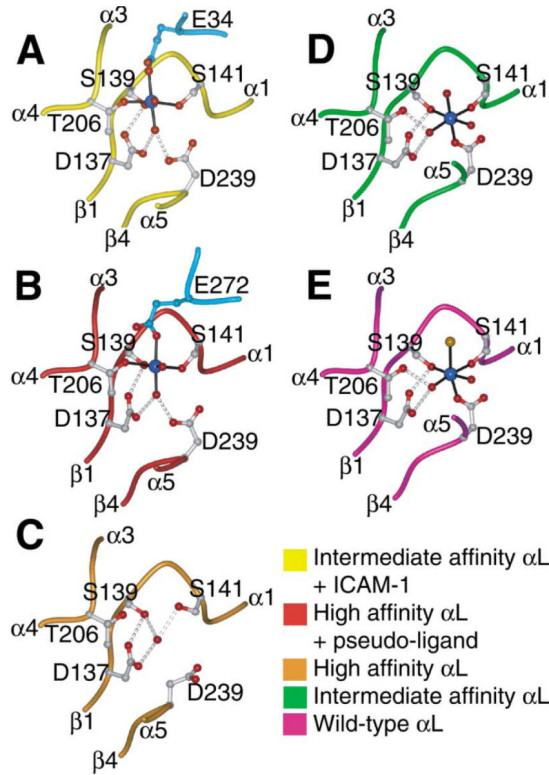 A
α3
E34
S139
S141
α4
T206
α1
D137
D239
β1
α5
β4
B
α3
E272
S139
S141
α4
T206
α1
D137
D239
β1
α5
β4
C
α3
S139
S141
α4
T206
α1
D137
D239
β1
α5
β4
D
α3
S139
S141
α4
T206
α1
D137
α5
D239
β1
β4
E
α3
S139
S141
α4
T206
α1
D137
α5
D239
β1
β4
Intermediate affinity αL
+ ICAM-1
High affinity αL
+ pseudo-ligand
High affinity αL
Intermediate affinity αL
Wild-type αL